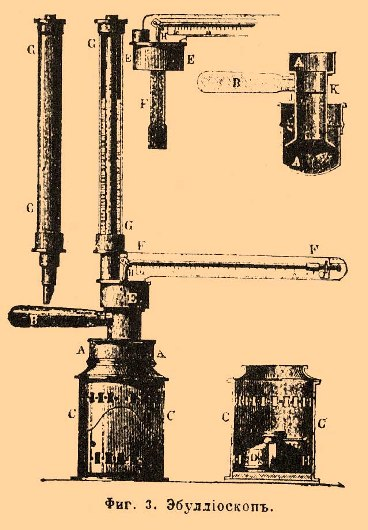 G G
E E
F
A
B K
A
G G
F F
E
B
A A
C C
C C
D
Фиг. 3. Эбулліоскопъ.